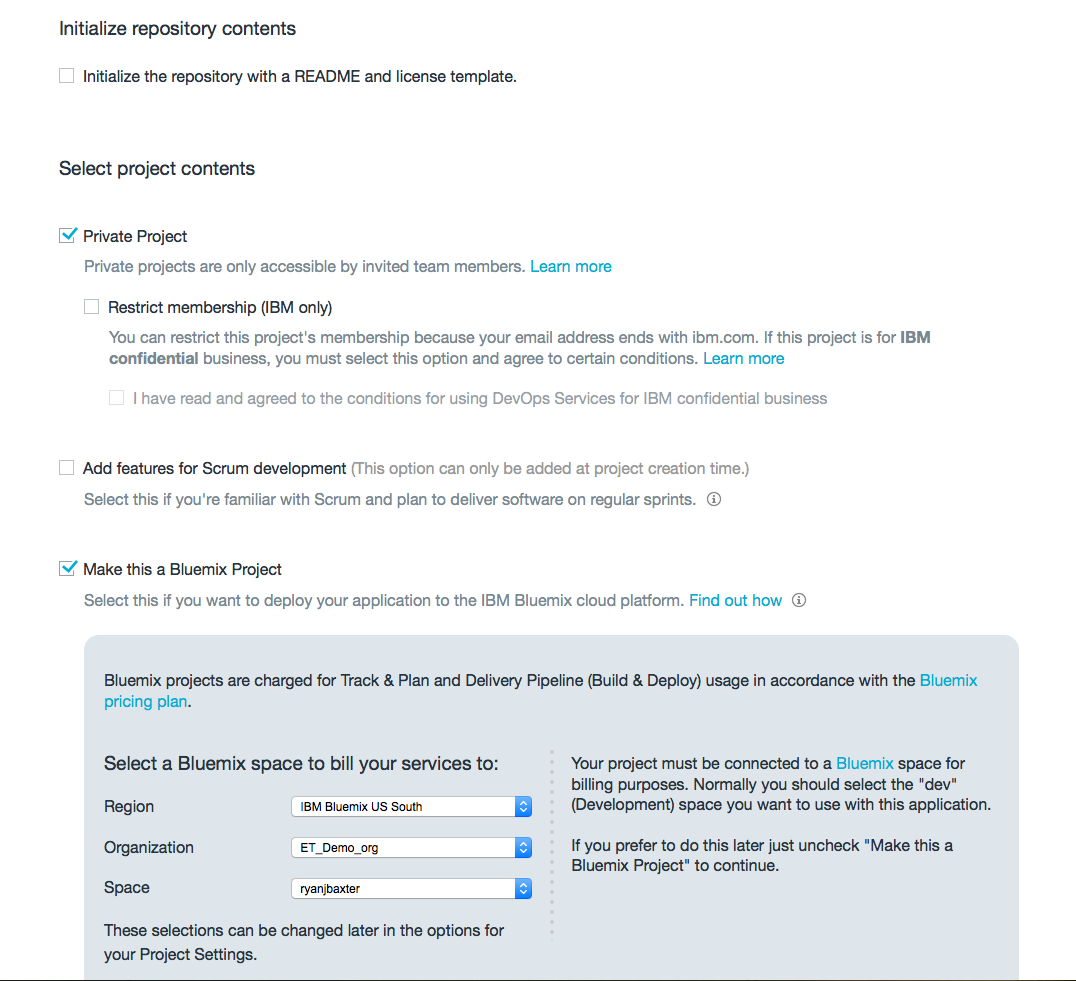 Initialize repository contents
Initialize the repository with a README and license template.
Select project contents
Private Project
Private projects are only accessible by invited team members. Learn more
Restrict membership (IBM only)
You can restrict this project's membership because your email address ends with ibm.com. If this project is for IBM
confidential business, you must select this option and agree to certain conditions. Learn more
I have read and agreed to the conditions for using DevOps Services for IBM confidential business
Add features for Scrum development (This option can only be added at project creation time.)
Select this if you're familiar with Scrum and plan to deliver software on regular sprints.
Make this a Bluemix Project
Select this if you want to deploy your application to the IBM Bluemix cloud platform. Find out how
Bluemix projects are charged for Track & Plan and Delivery Pipeline (Build & Deploy) usage in accordance with the Bluemix
pricing plan.
Select a Bluemix space to bill your services to:
Region IBM Bluemix US South
Organization ET_Demo_org
Space ryanjbaxter
These selections can be changed later in the options for
your Project Settings.
Your project must be connected to a Bluemix space for
billing purposes. Normally you should select the "dev"
(Development) space you want to use with this application.
If you prefer to do this later just uncheck "Make this a
Bluemix Project" to continue.